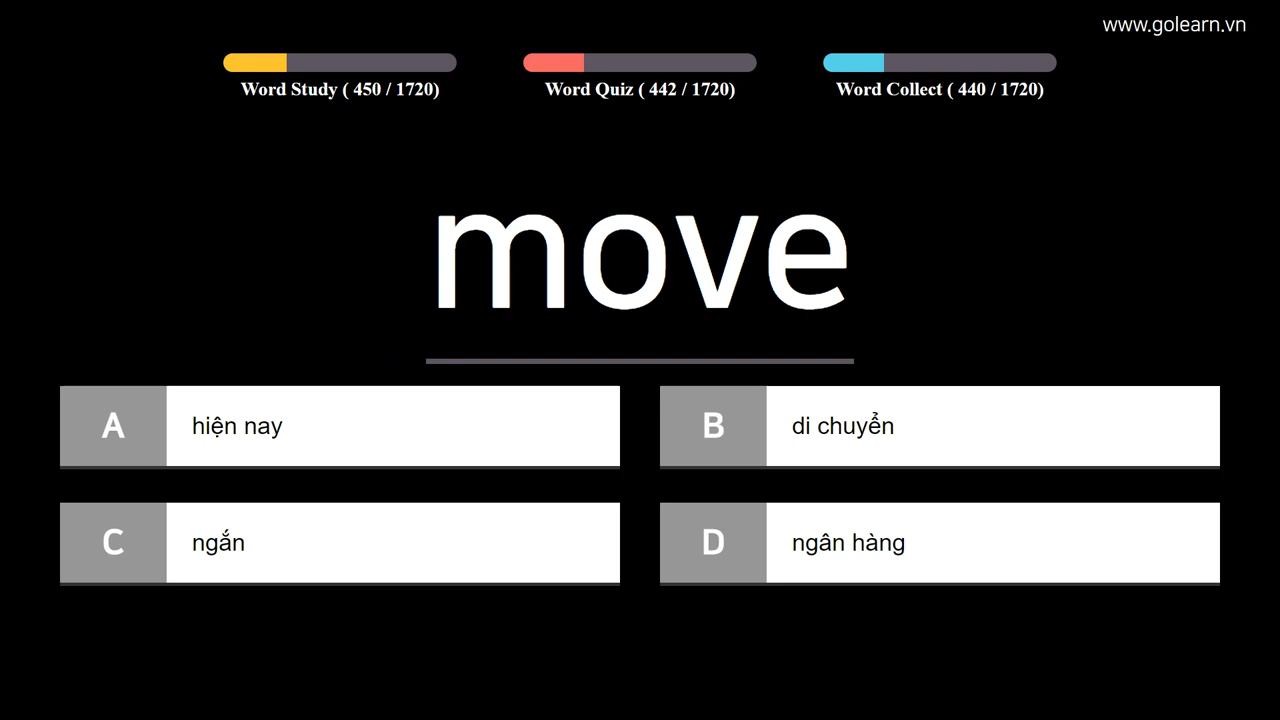 www.golearn.vn
Word Study ( 450 / 1720)
Word Quiz ( 442 / 1720)
Word Collect ( 440 / 1720)
move
A hiện nay
B di chuyển
C ngắn
D ngân hàng